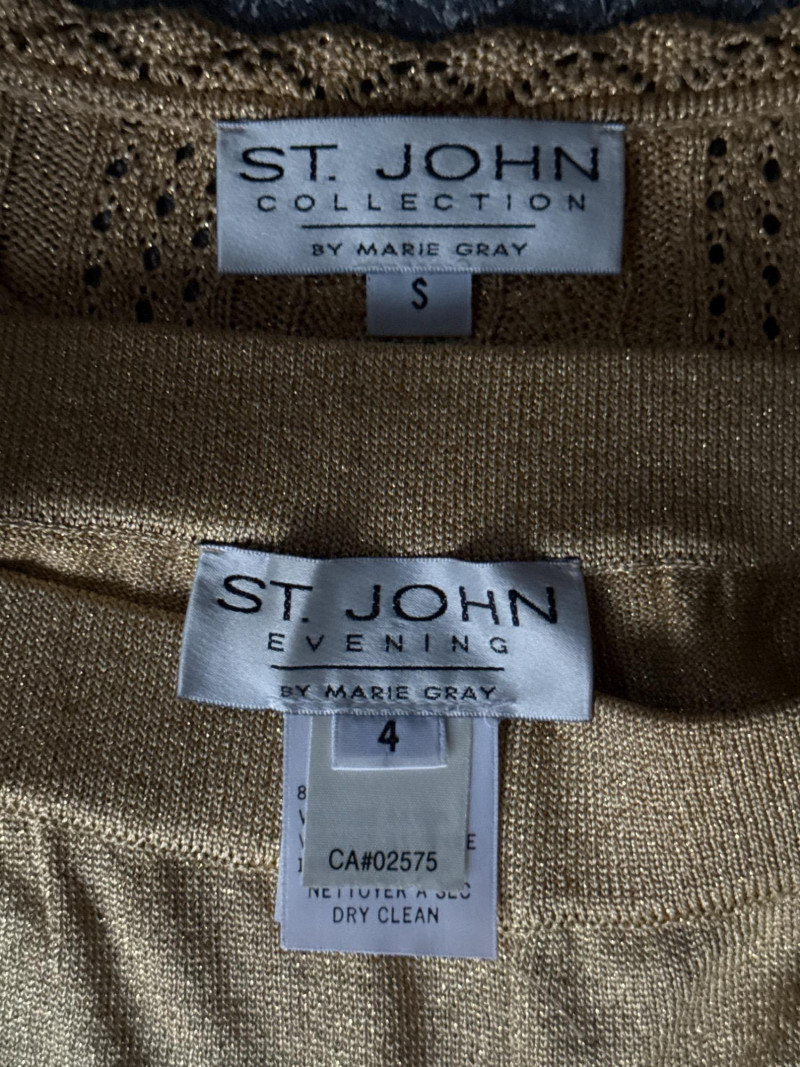 ST. JOHN
COLLECTION
BY MARIE GRAY
S
ST. JOHN
EVENING
BY MARIE GRAY
4
8
CA#02575
NETTOYER A SEC
DRY CLEAN